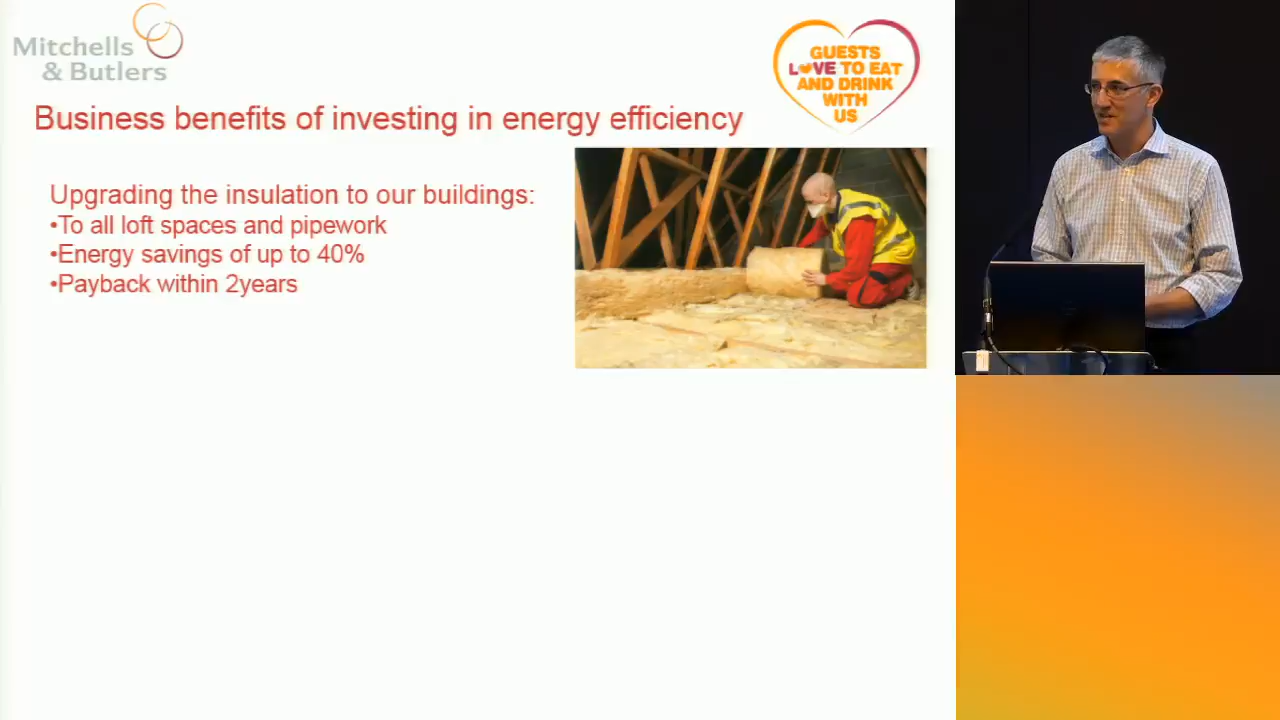 Mitchells
& Butlers
GUESTS
LOVE TO EAT
AND DRINK
WITH
US
Business benefits of investing in energy efficiency
Upgrading the insulation to our buildings:
•To all loft spaces and pipework
•Energy savings of up to 40%
•Payback within 2years